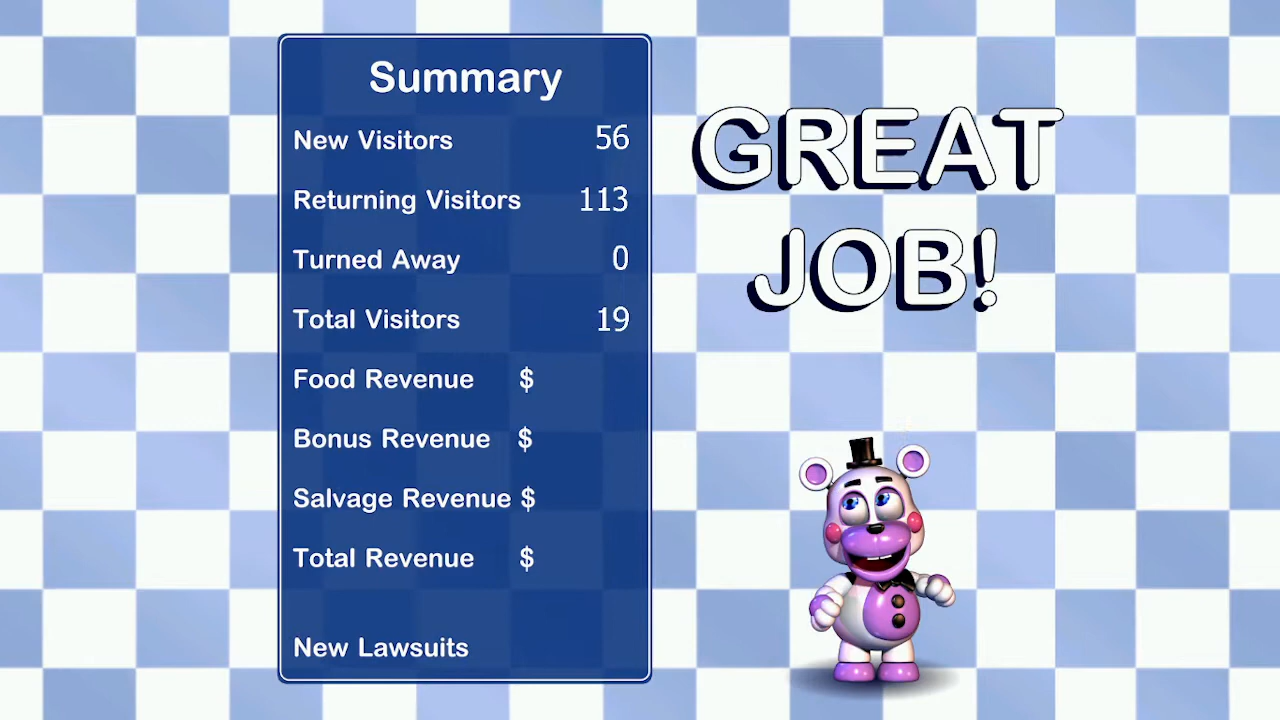 Summary
New Visitors 56
Returning Visitors 113
Turned Away 0
Total Visitors 19
Food Revenue $
Bonus Revenue $
Salvage Revenue $
Total Revenue $
New Lawsuits
GREAT
JOB!